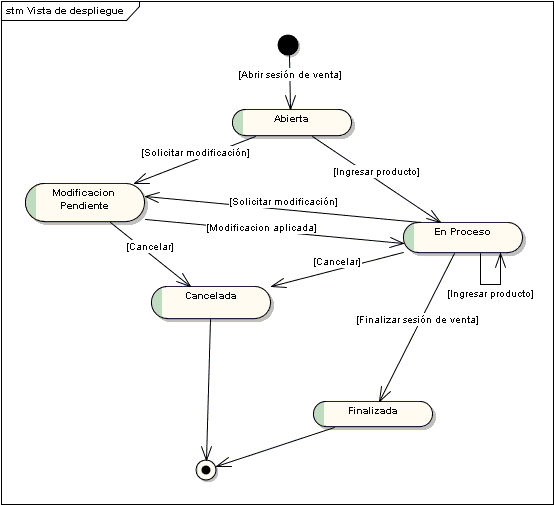 stm Vista de despliegue
[Abrir sesión de venta]
Abierta
[Solicitar modificación]
[Ingresar producto]
Modificacion
Pendiente
[Solicitar modificación]
[Modificacion aplicada]
En Proceso
[Cancelar]
[Cancelar]
Cancelada
[Ingresar producto]
[Finalizar sesión de venta]
Finalizada